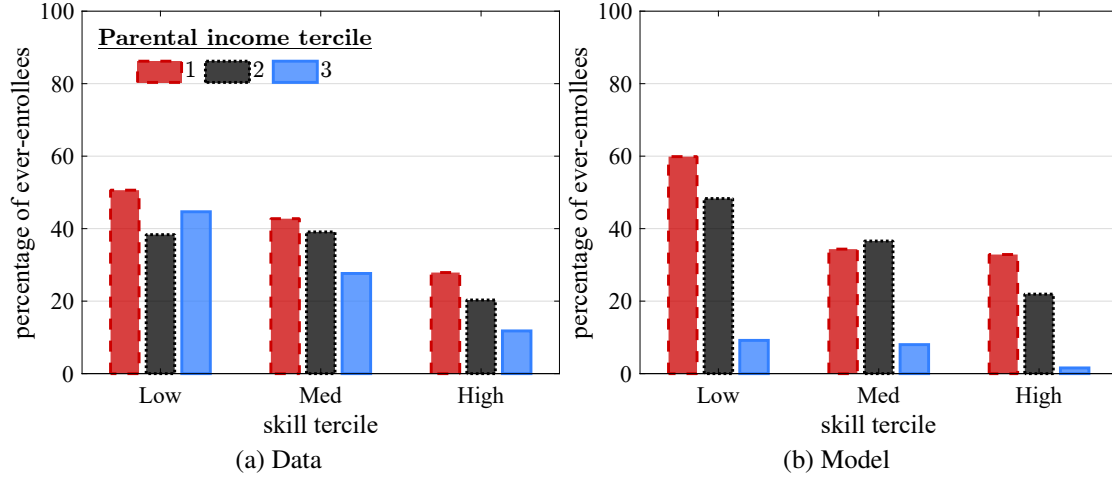 percentage of ever-enrollees
100
80
60
40
20
0
Parental income tercile
1 2 3
Low Med High
skill tercile
(a) Data
percentage of ever-enrollees
100
80
60
40
20
0
Low Med High
skill tercile
(b) Model